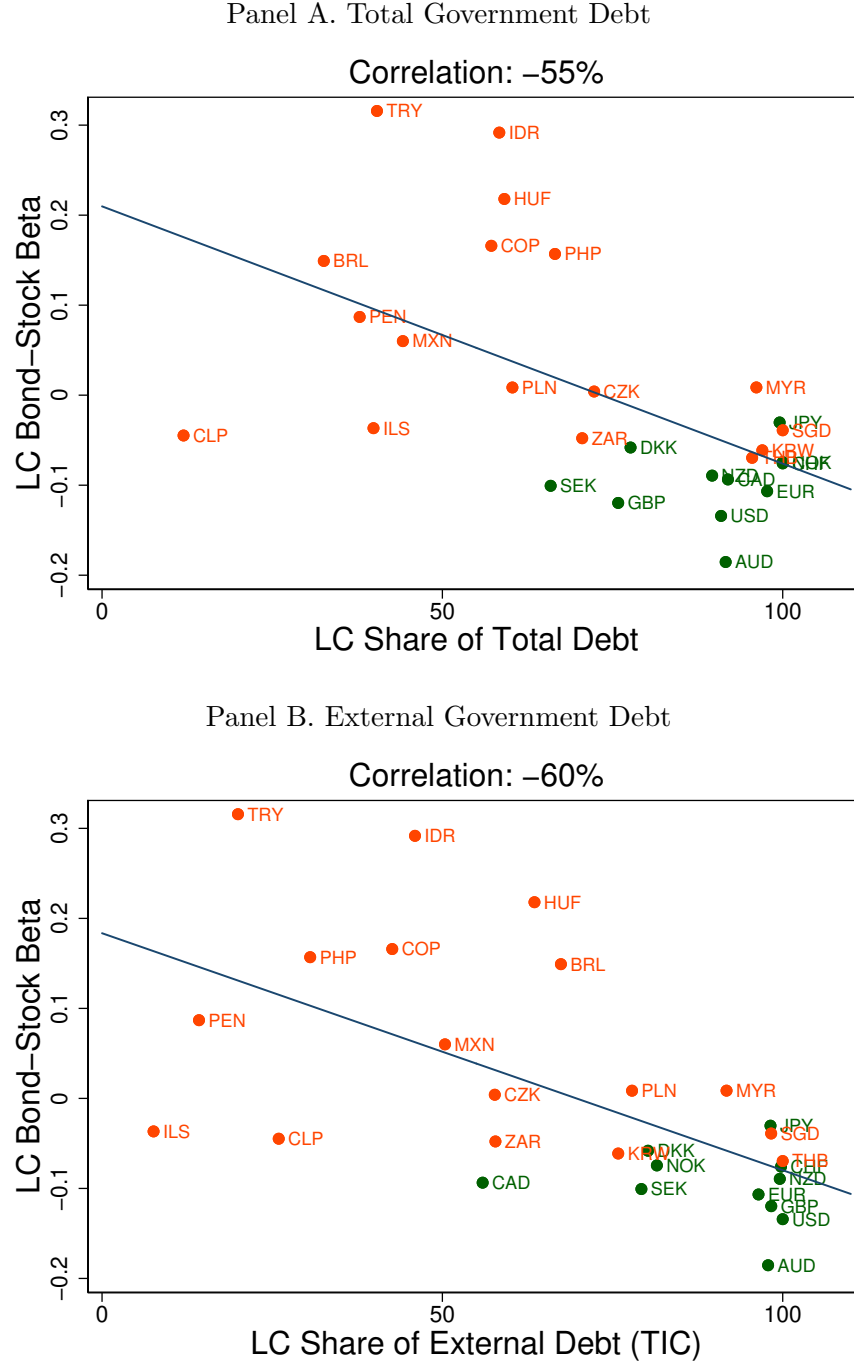 Panel A. Total Government Debt
Correlation: −55%
LC Bond−Stock Beta
0.3
0.2
0.1
0
−0.1
−0.2
TRY
IDR
HUF
COP
PHP
BRL
PEN
MXN
PLN
CZK
MYR
JPY
SGD
CLP
ILS
ZAR
DKK
KRW
THB
NOK
CHF
NZD
CAD
SEK
EUR
GBP
USD
AUD
0
50
100
LC Share of Total Debt
Panel B. External Government Debt
Correlation: −60%
LC Bond−Stock Beta
0.3
0.2
0.1
0
−0.1
−0.2
TRY
IDR
HUF
COP
PHP
BRL
PEN
MXN
CZK
PLN
MYR
JPY
ILS
CLP
ZAR
SGD
KRW
DKK
NOK
THB
CHF
CAD
SEK
NZD
EUR
GBP
USD
AUD
0
50
100
LC Share of External Debt (TIC)